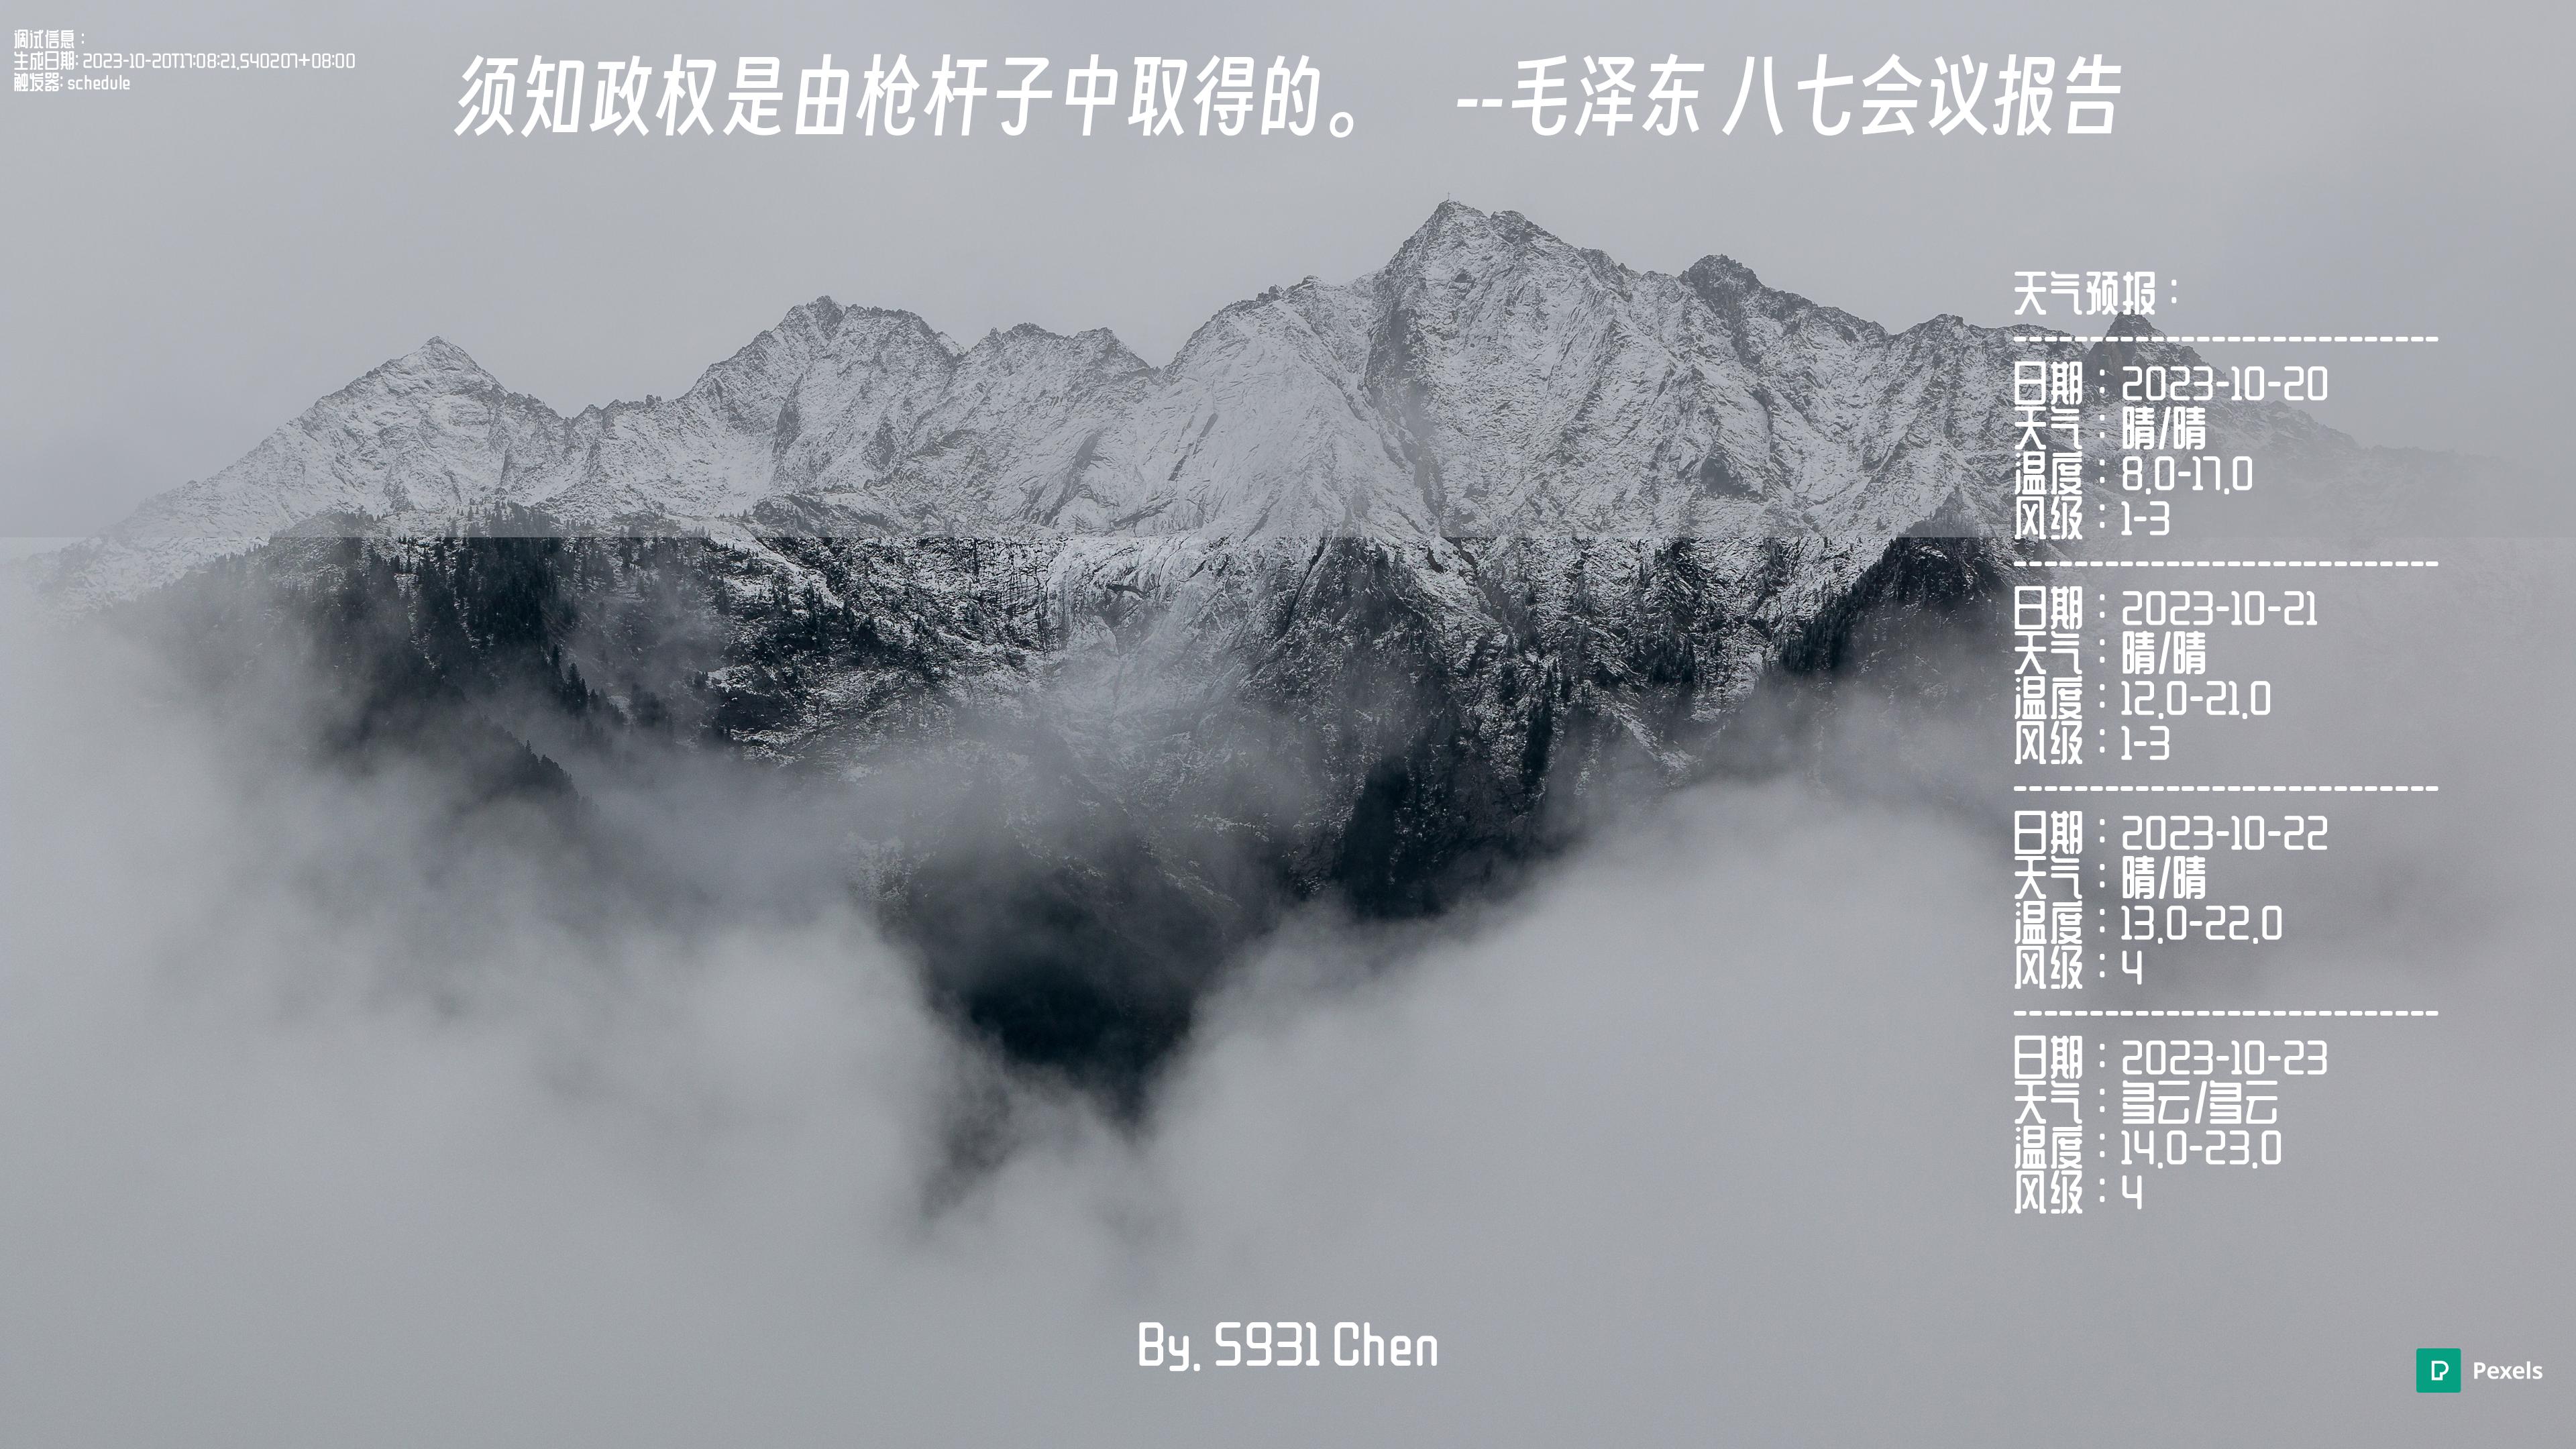 调试信息：
生成日期: 2023-10-20T17:08:21.540207+08:00
触发器: schedule
须知政权是由枪杆子中取得的。 --毛泽东 八七会议报告
天气预报：
----------------------------
日期：2023-10-20
天气：晴/晴
温度：8.0-17.0
风级：1-3
----------------------------
日期：2023-10-21
天气：晴/晴
温度：12.0-21.0
风级：1-3
----------------------------
日期：2023-10-22
天气：晴/晴
温度：13.0-22.0
风级：4
----------------------------
日期：2023-10-23
天气：多云/多云
温度：14.0-23.0
风级：4
By. S931 Chen
Pexels